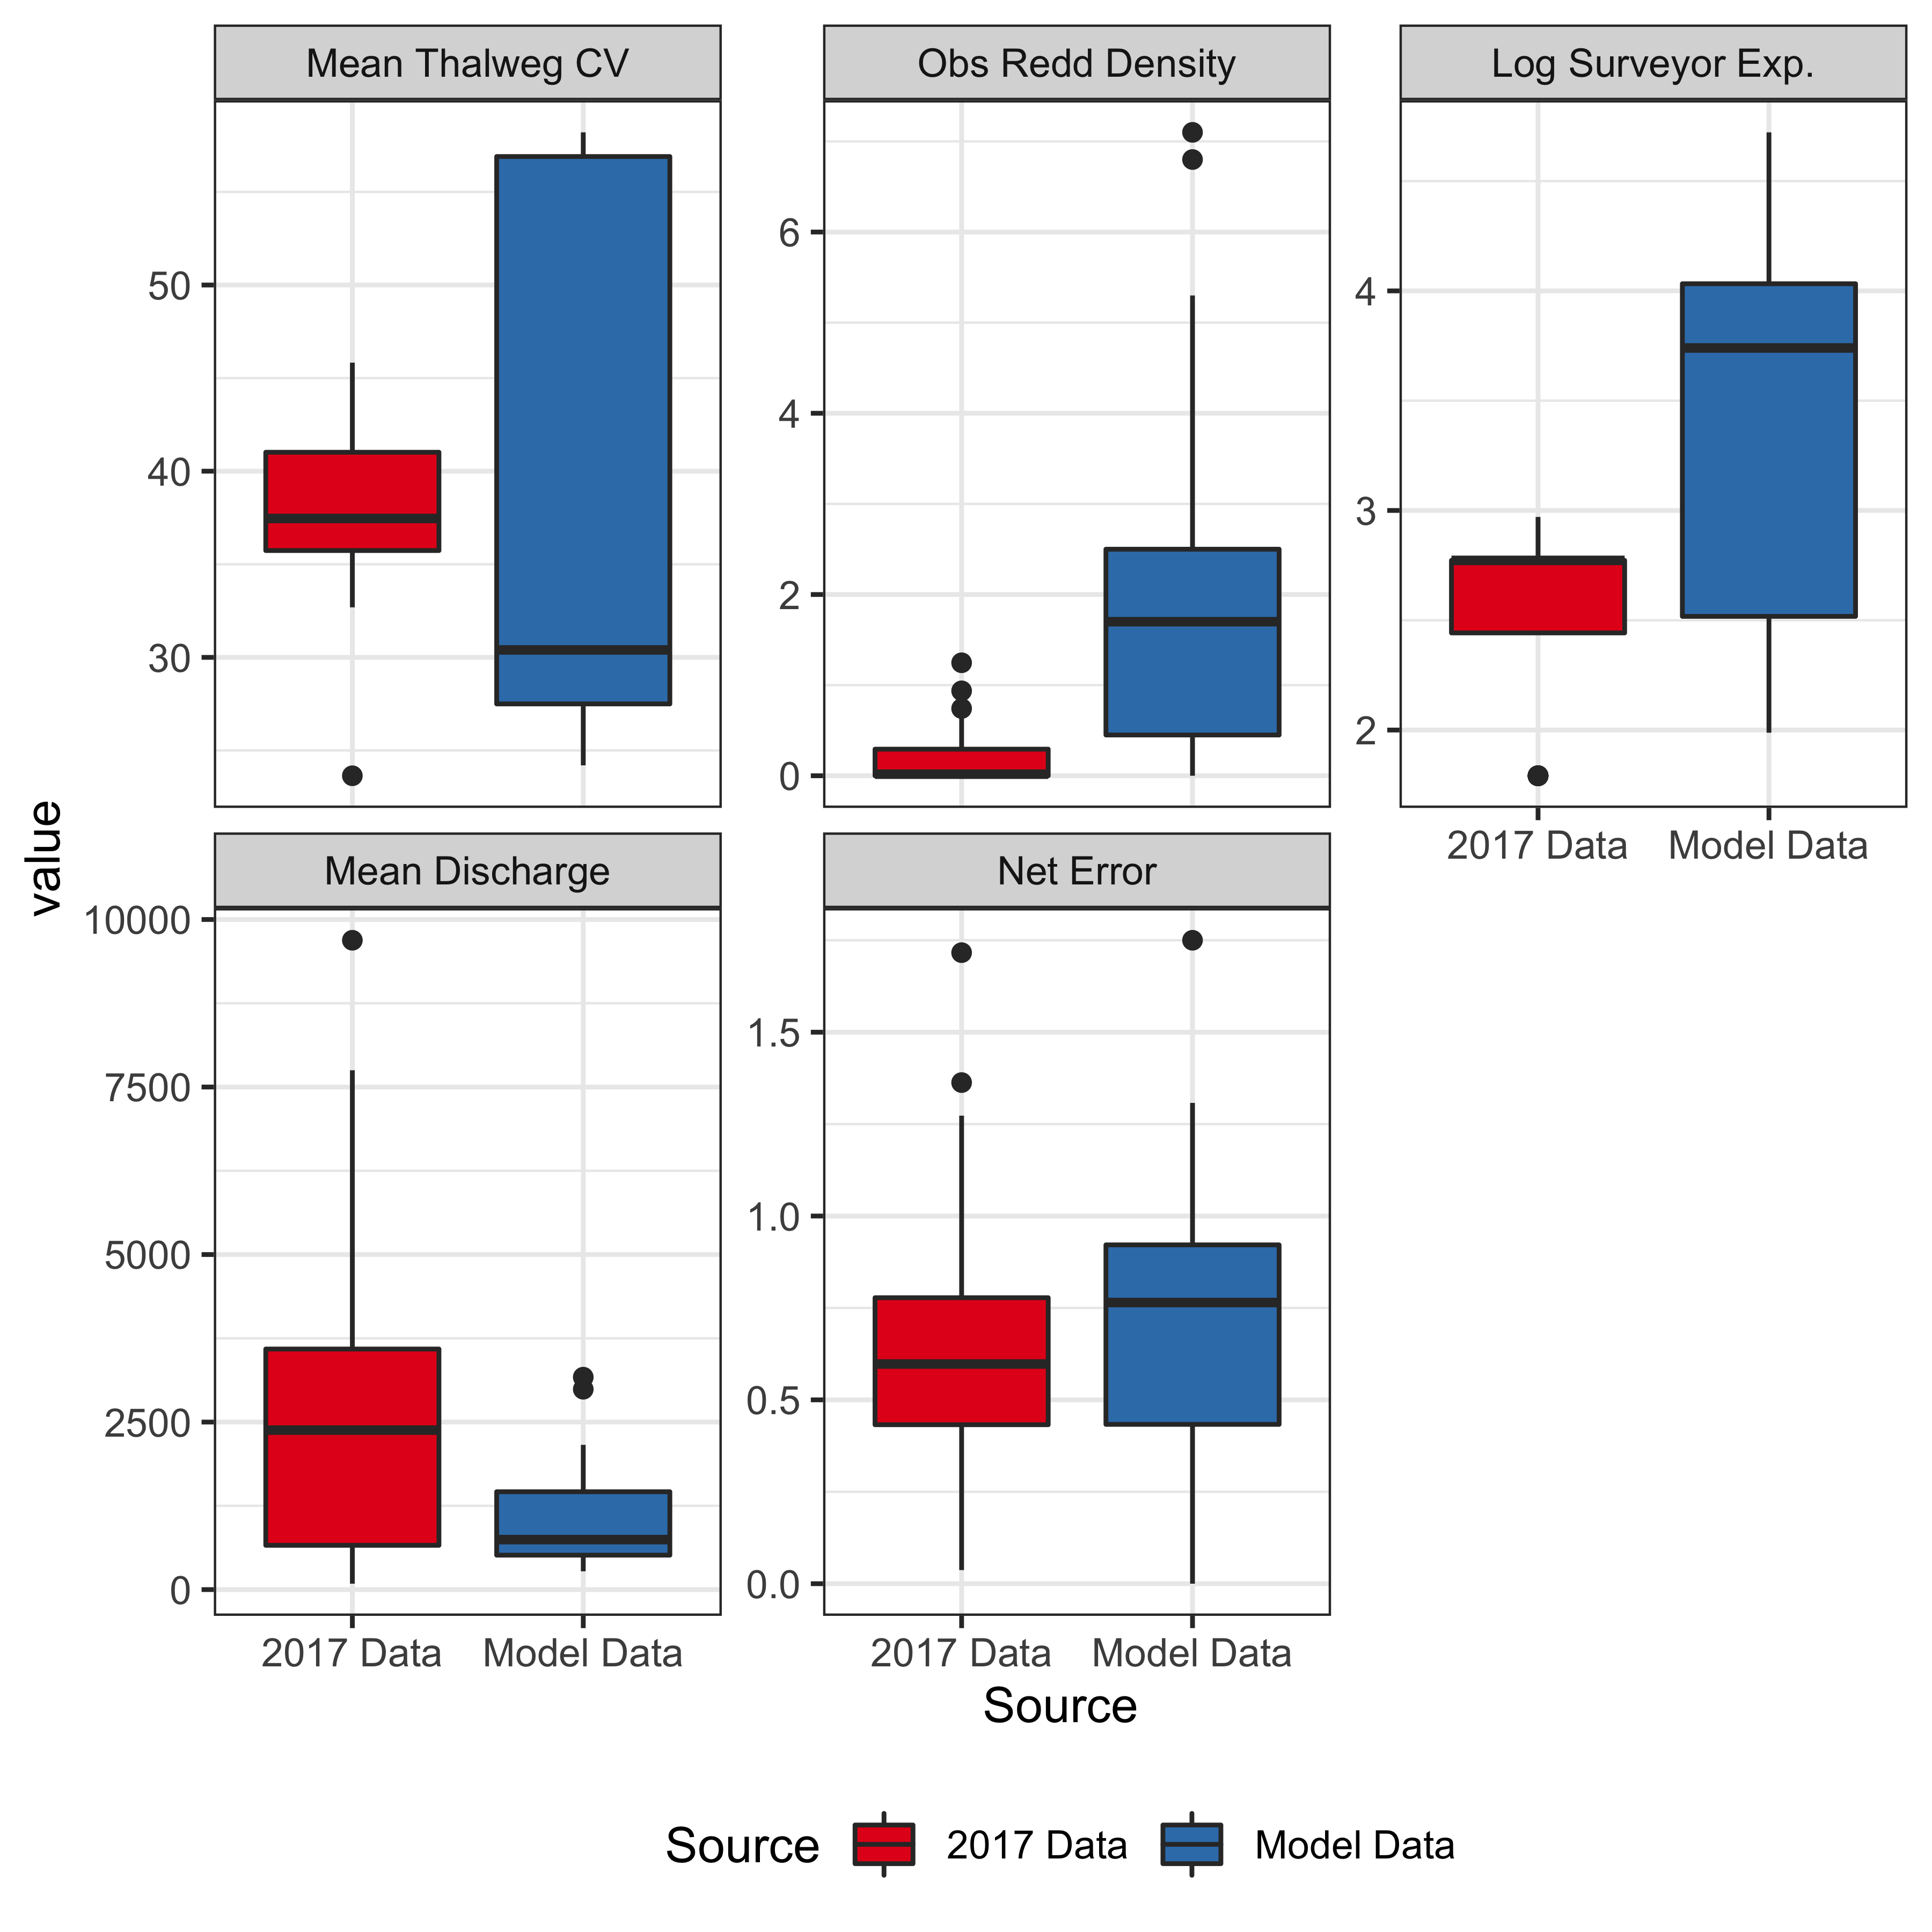 Mean Thalweg CV
Obs Redd Density
Log Surveyor Exp.
50
40
30
6
4
2
0
4
3
2
2017 Data Model Data
value
Mean Discharge
Net Error
10000
7500
5000
2500
0
1.5
1.0
0.5
0.0
2017 Data Model Data
2017 Data Model Data
Source
Source 2017 Data Model Data